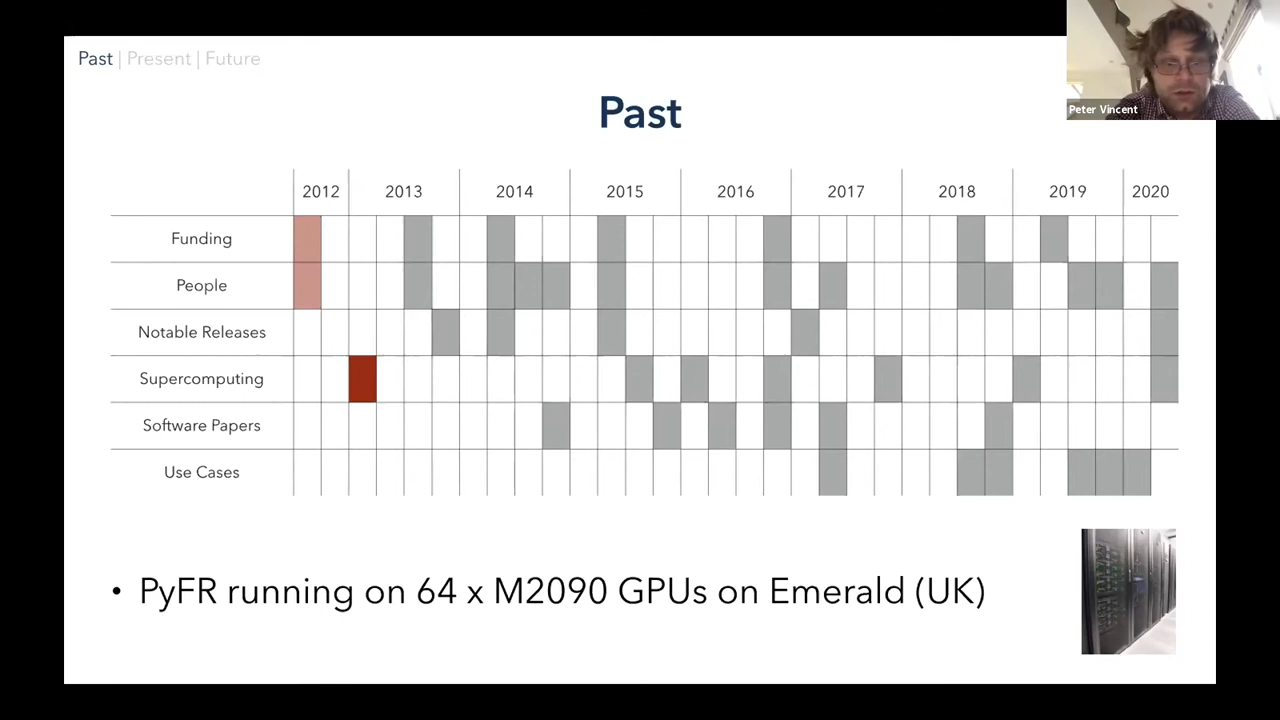 Past | Present | Future
Peter Vincent
Past
2012 2013 2014 2015 2016 2017 2018 2019 2020
Funding
People
Notable Releases
Supercomputing
Software Papers
Use Cases
• PyFR running on 64 x M2090 GPUs on Emerald (UK)